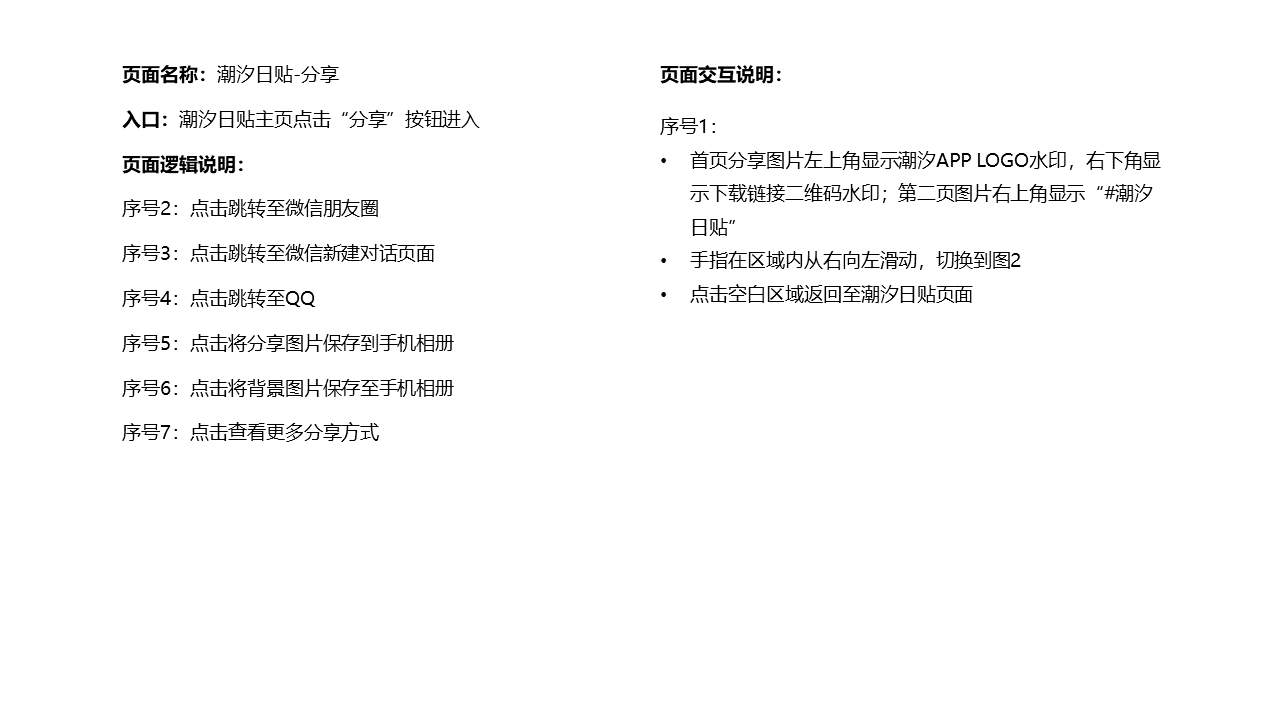 页面名称：潮汐日贴-分享
入口：潮汐日贴主页点击“分享”按钮进入
页面逻辑说明：
序号2：点击跳转至微信朋友圈
序号3：点击跳转至微信新建对话页面
序号4：点击跳转至QQ
序号5：点击将分享图片保存到手机相册
序号6：点击将背景图片保存至手机相册
序号7：点击查看更多分享方式
页面交互说明：
序号1：
• 首页分享图片左上角显示潮汐APP LOGO水印，右下角显
示下载链接二维码水印；第二页图片右上角显示“#潮汐
日贴”
• 手指在区域内从右向左滑动，切换到图2
• 点击空白区域返回至潮汐日贴页面